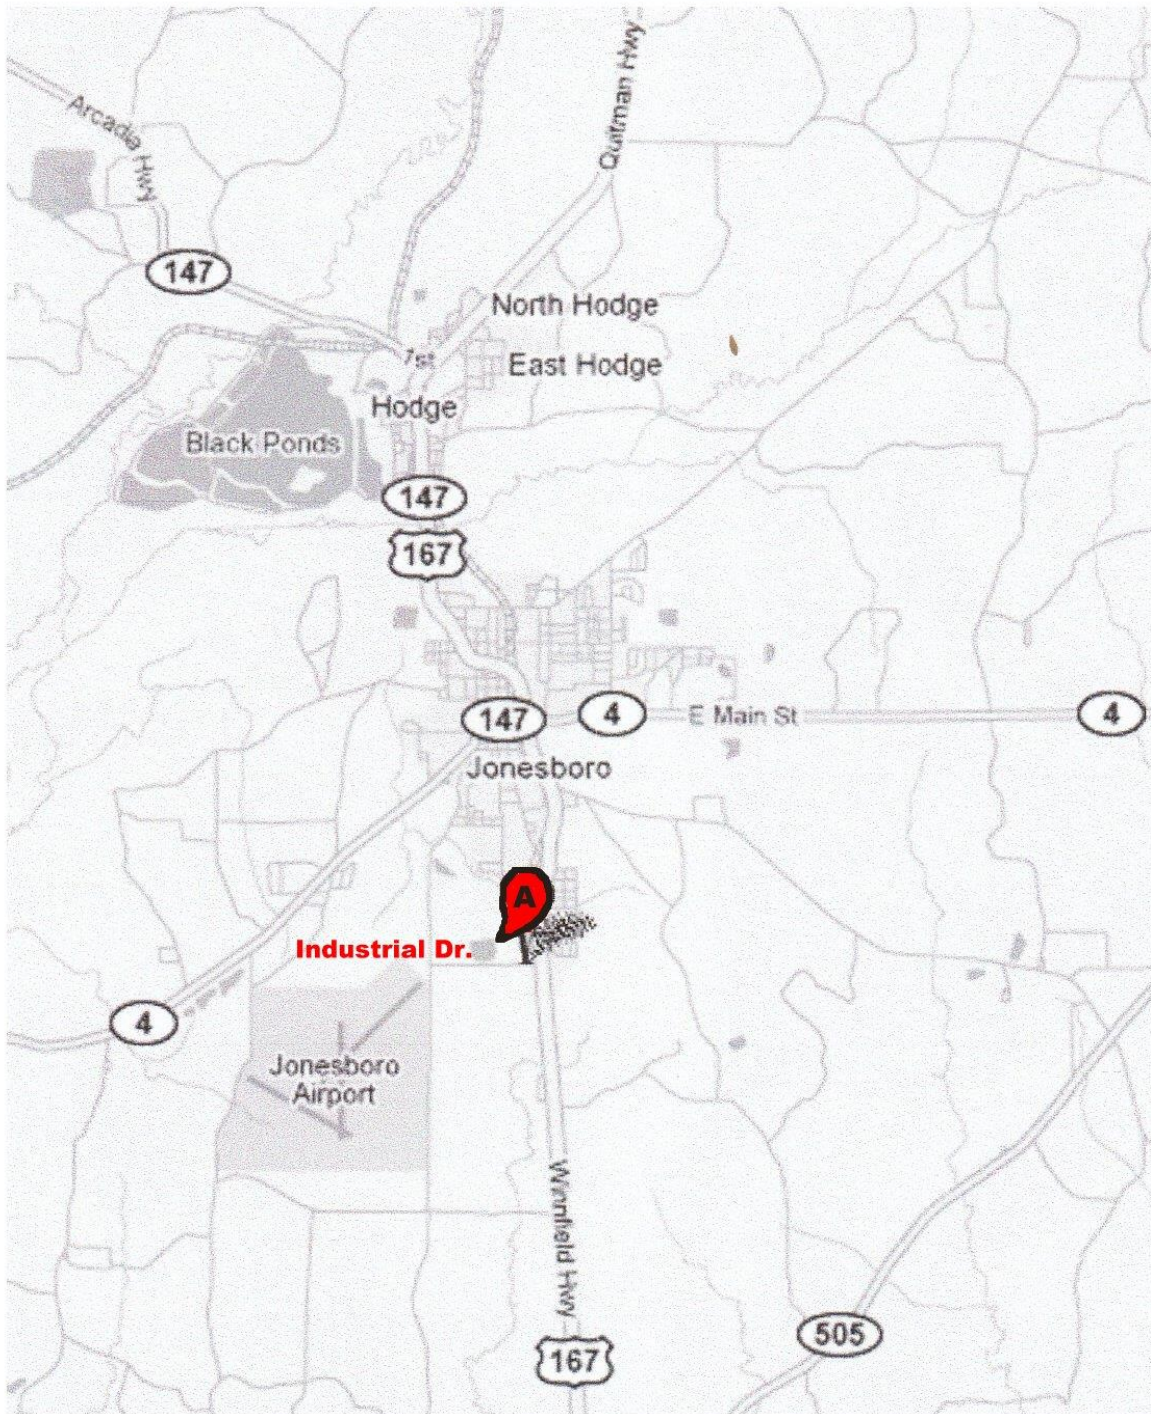 Quitman Hwy
Arcadia Hwy
147
North Hodge
1st
East Hodge
Hodge
Black Ponds
147
167
147
4
E Main St
4
Jonesboro
A
Industrial Dr.
4
Jonesboro
Airport
Winnfield Hwy
505
167